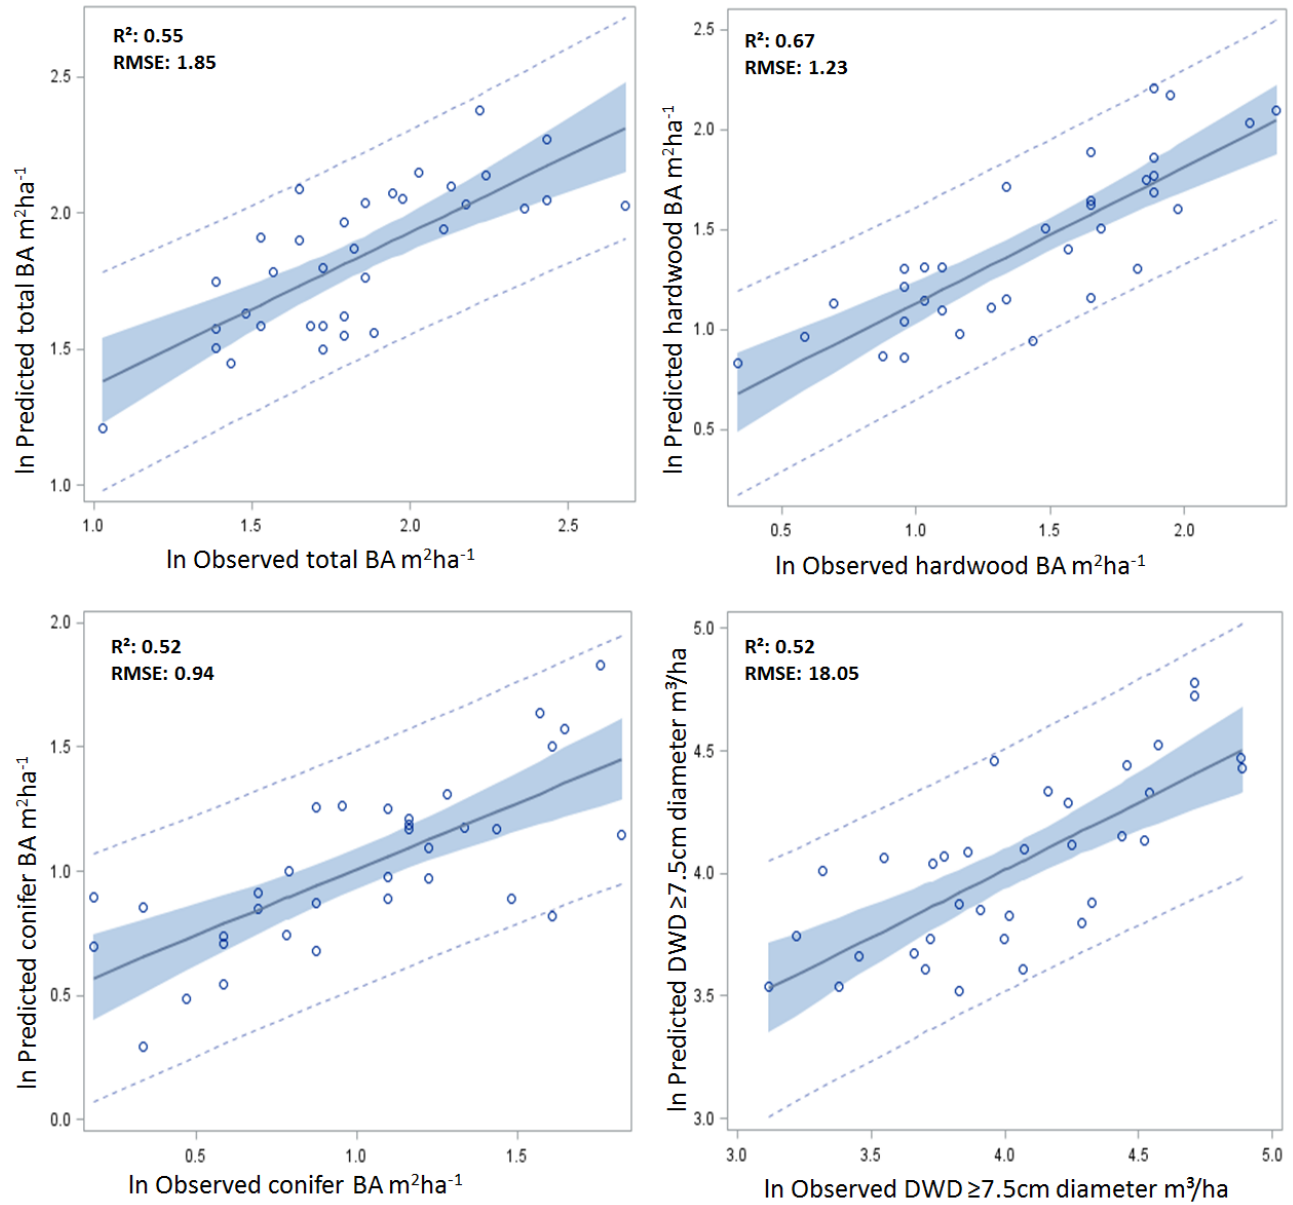 R²: 0.55
RMSE: 1.85
2.5
2.0
1.5
1.0
ln Predicted total BA m²ha⁻¹
1.0 1.5 2.0 2.5
ln Observed total BA m²ha⁻¹
R²: 0.67
RMSE: 1.23
2.5
2.0
1.5
1.0
0.5
ln Predicted hardwood BA m²ha⁻¹
0.5 1.0 1.5 2.0
ln Observed hardwood BA m²ha⁻¹
R²: 0.52
RMSE: 0.94
2.0
1.5
1.0
0.5
0.0
ln Predicted conifer BA m²ha⁻¹
0.5 1.0 1.5
ln Observed conifer BA m²ha⁻¹
R²: 0.52
RMSE: 18.05
5.0
4.5
4.0
3.5
3.0
ln Predicted DWD ≥7.5cm diameter m³/ha
3.0 3.5 4.0 4.5 5.0
ln Observed DWD ≥7.5cm diameter m³/ha